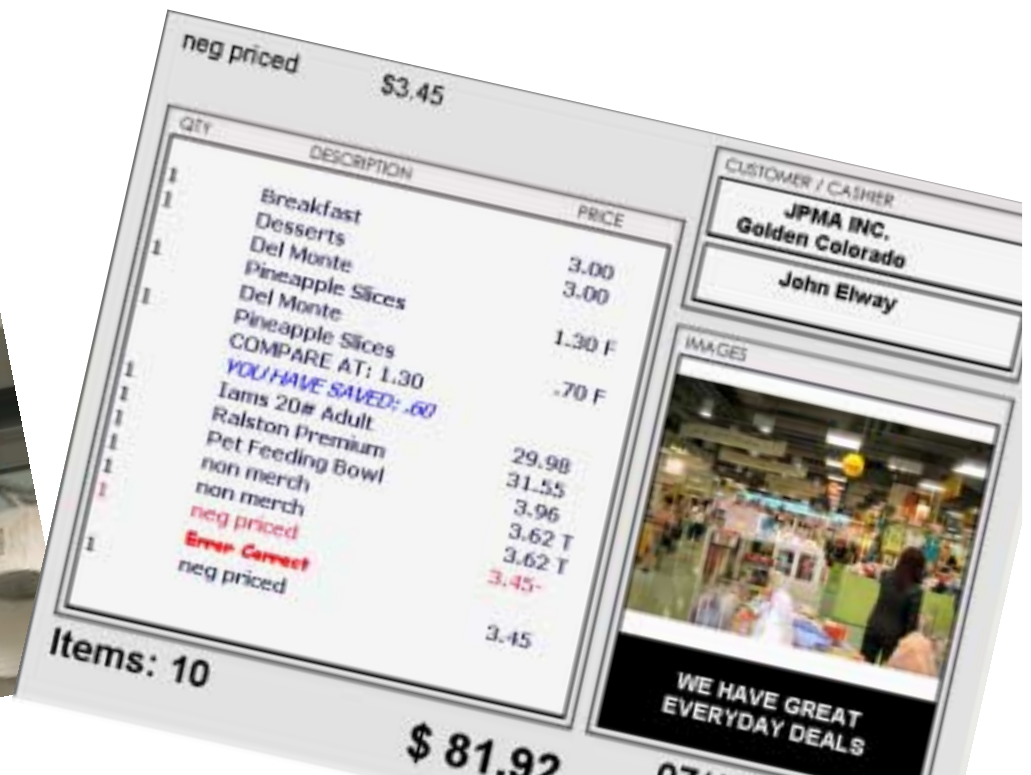 neg priced $3.45
QTY DESCRIPTION PRICE
1 Breakfast 3.00
1 Desserts 3.00
Del Monte
1 Pineapple Slices 1.30 F
Del Monte
1 Pineapple Slices .70 F
COMPARE AT: 1.30
YOU HAVE SAVED: .60
1 Iams 20# Adult 29.98
1 Ralston Premium 31.55
1 Pet Feeding Bowl 3.96
1 non merch 3.62 T
1 non merch 3.62 T
1 neg priced 3.45-
Error Correct
1 neg priced 3.45
Items: 10
$ 81.92
CUSTOMER / CASHIER
JPMA INC.
Golden Colorado
John Elway
IMAGES
WE HAVE GREAT
EVERYDAY DEALS